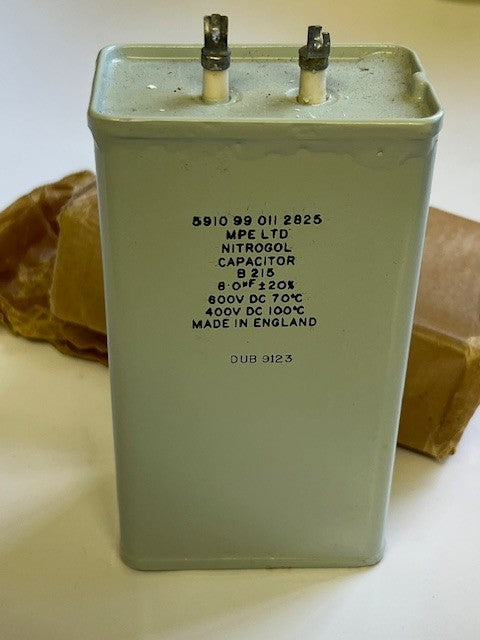 5910 99 011 2825
MPE LTD
NITROGOL
CAPACITOR
B 215
8·0µF ±20%
600V DC 70°C
400V DC 100°C
MADE IN ENGLAND
DUB 9123